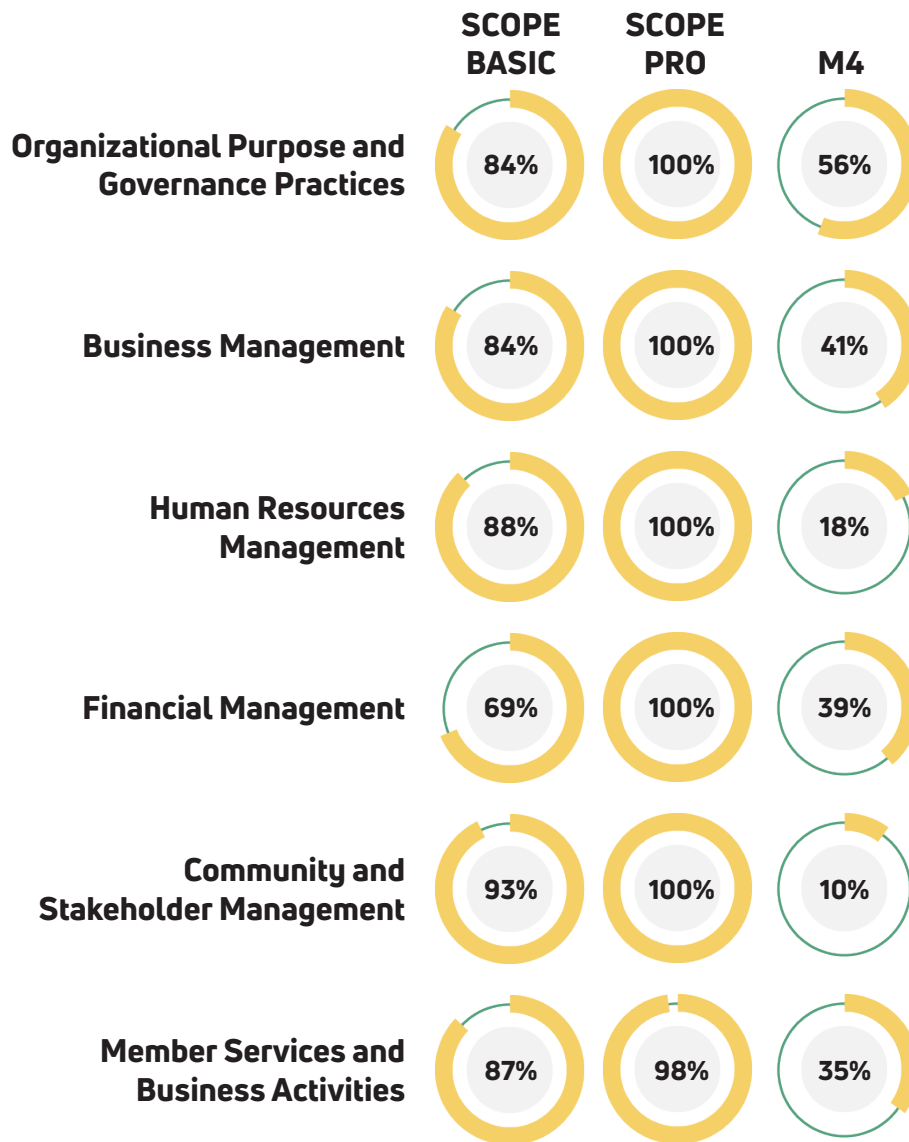 SCOPE
BASIC
SCOPE
PRO
M4
Organizational Purpose and
Governance Practices
84%
100%
56%
Business Management
84%
100%
41%
Human Resources
Management
88%
100%
18%
Financial Management
69%
100%
39%
Community and
Stakeholder Management
93%
100%
10%
Member Services and
Business Activities
87%
98%
35%